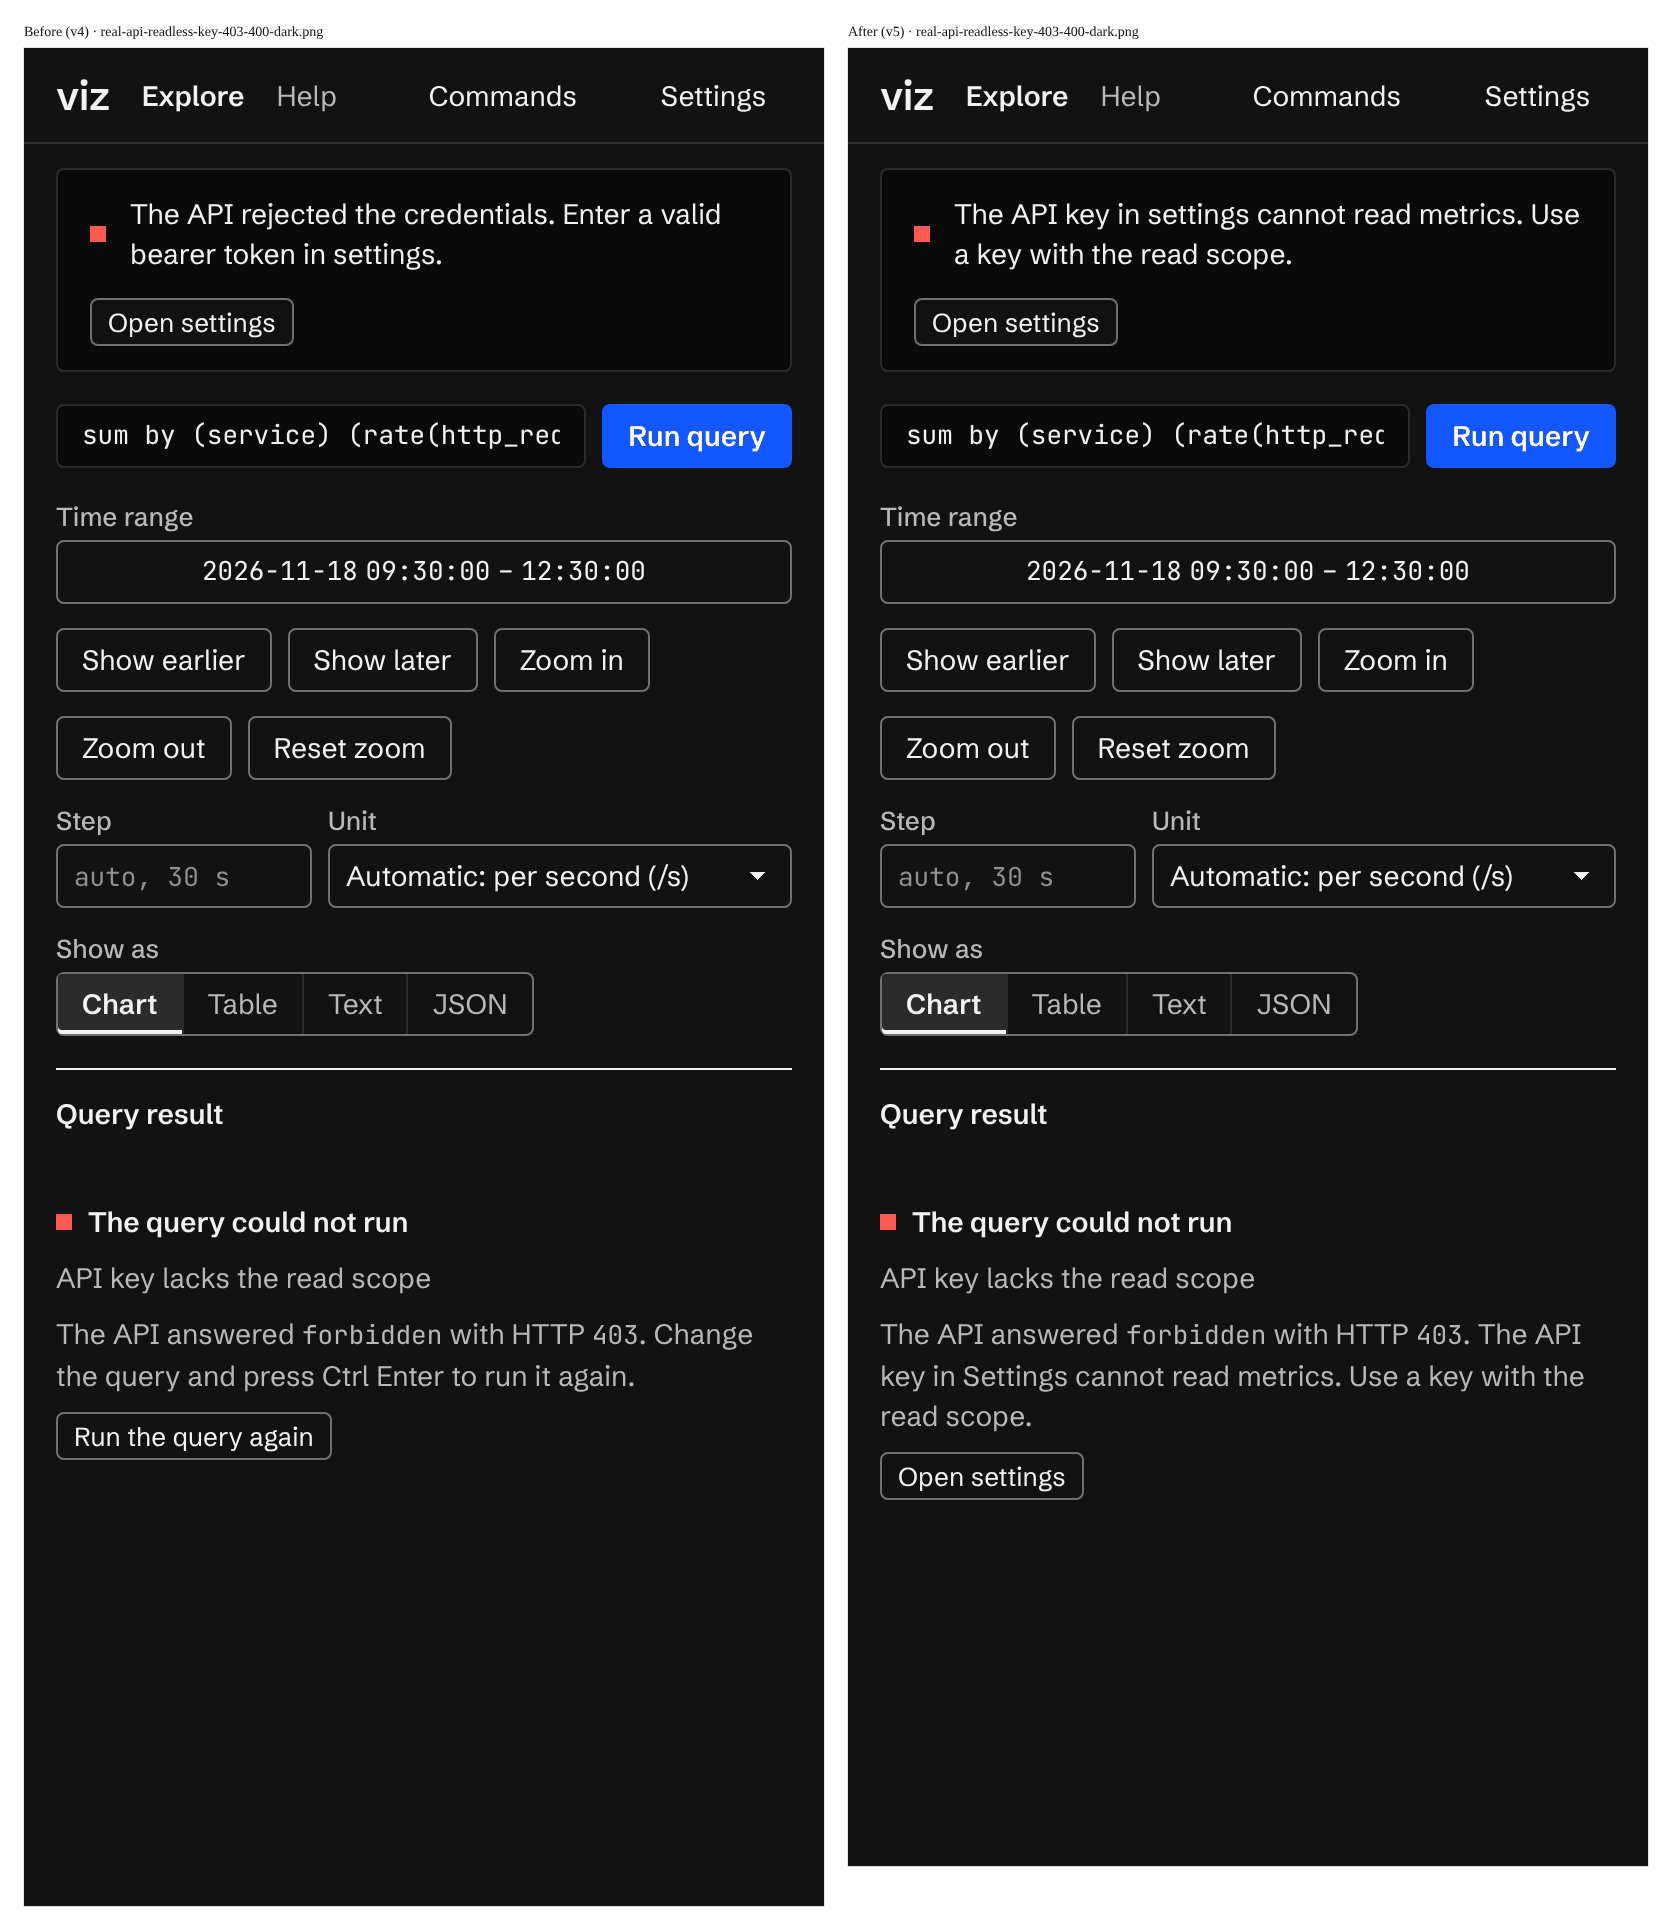 Before (v4) · real-api-readless-key-403-400-dark.png
viz Explore Help Commands Settings
The API rejected the credentials. Enter a valid
bearer token in settings.
Open settings
sum by (service) (rate(http_req Run query
Time range
2026-11-18 09:30:00 – 12:30:00
Show earlier Show later Zoom in
Zoom out Reset zoom
Step Unit
auto, 30 s Automatic: per second (/s)
Show as
Chart Table Text JSON
Query result
The query could not run
API key lacks the read scope
The API answered forbidden with HTTP 403. Change
the query and press Ctrl Enter to run it again.
Run the query again
After (v5) · real-api-readless-key-403-400-dark.png
viz Explore Help Commands Settings
The API key in settings cannot read metrics. Use
a key with the read scope.
Open settings
sum by (service) (rate(http_req Run query
Time range
2026-11-18 09:30:00 – 12:30:00
Show earlier Show later Zoom in
Zoom out Reset zoom
Step Unit
auto, 30 s Automatic: per second (/s)
Show as
Chart Table Text JSON
Query result
The query could not run
API key lacks the read scope
The API answered forbidden with HTTP 403. The API
key in Settings cannot read metrics. Use a key with the
read scope.
Open settings